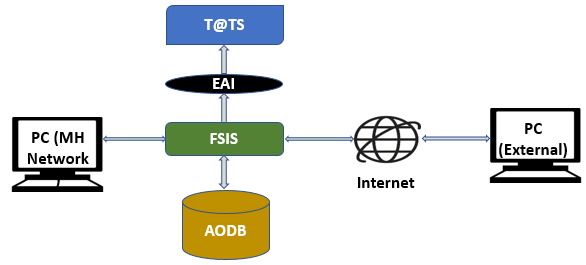 T@TS
EAI
PC (MH
Network
FSIS
PC
(External)
Internet
AODB